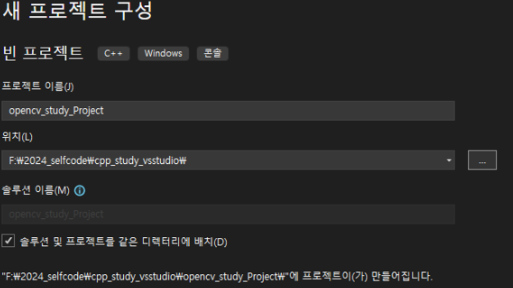 새 프로젝트 구성
빈 프로젝트 C++ Windows 콘솔
프로젝트 이름(J)
opencv_study_Project
위치(L)
F:₩2024_selfcode₩cpp_study_vsstudio₩
...
솔루션 이름(M)
opencv_study_Project
솔루션 및 프로젝트를 같은 디렉터리에 배치(D)
"F:₩2024_selfcode₩cpp_study_vsstudio₩opencv_study_Project₩"에 프로젝트이(가) 만들어집니다.